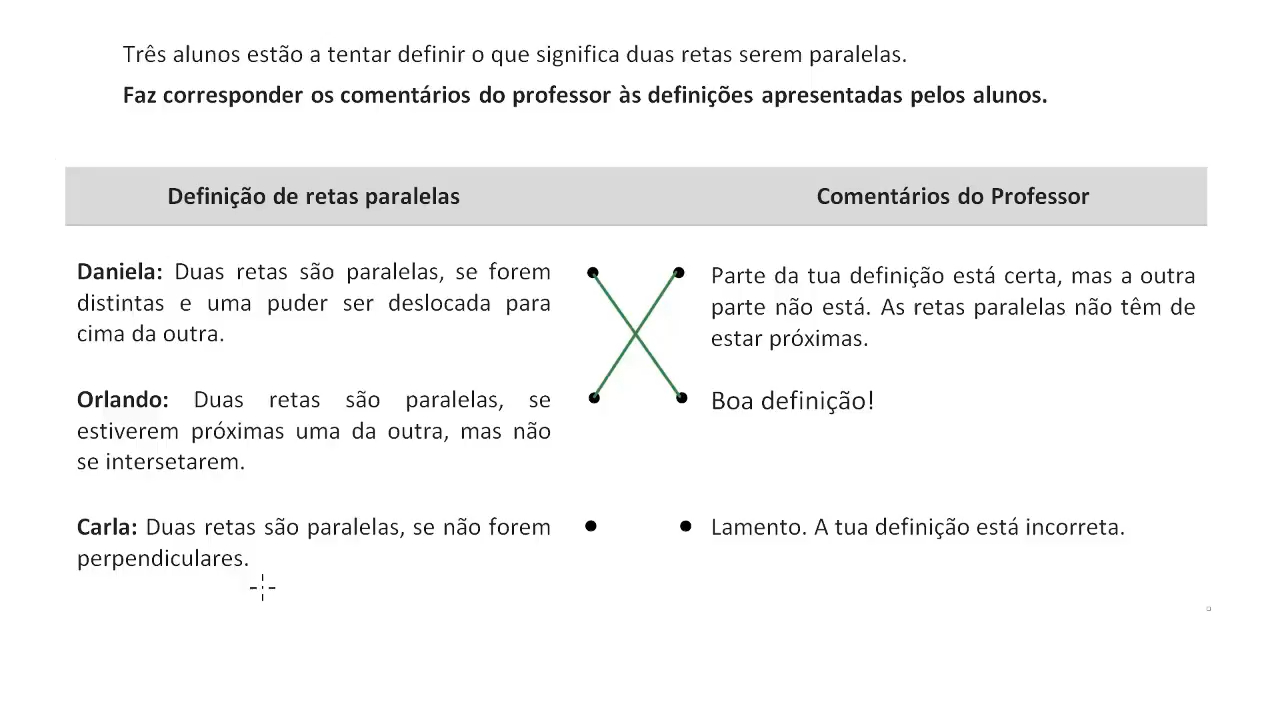 Três alunos estão a tentar definir o que significa duas retas serem paralelas.
Faz corresponder os comentários do professor às definições apresentadas pelos alunos.
Definição de retas paralelas
Comentários do Professor
Daniela: Duas retas são paralelas, se forem
distintas e uma puder ser deslocada para
cima da outra.
Parte da tua definição está certa, mas a outra
parte não está. As retas paralelas não têm de
estar próximas.
Orlando: Duas retas são paralelas, se
estiverem próximas uma da outra, mas não
se intersetarem.
Boa definição!
Carla: Duas retas são paralelas, se não forem
perpendiculares.
Lamento. A tua definição está incorreta.